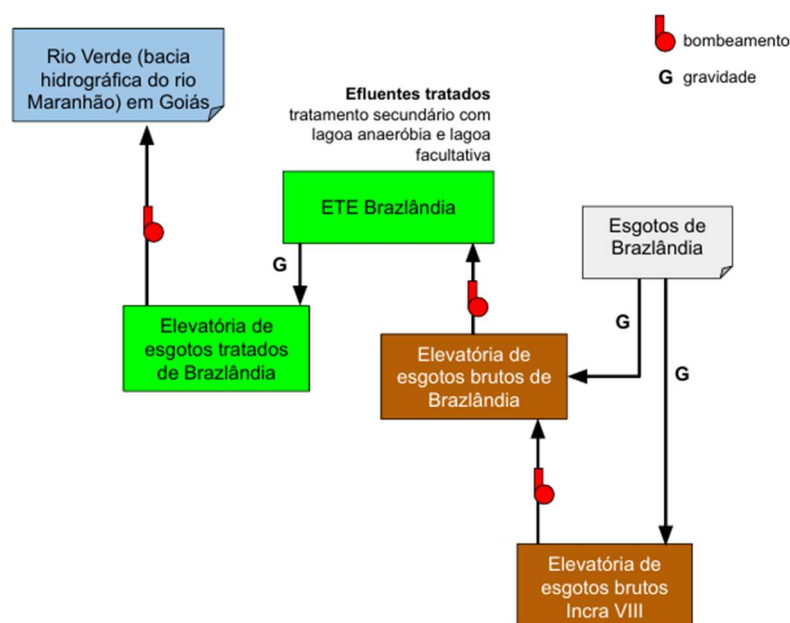 Rio Verde (bacia
hidrográfica do rio
Maranhão) em Goiás
bombeamento
G gravidade
Efluentes tratados
tratamento secundário com
lagoa anaeróbia e lagoa
facultativa
ETE Brazlândia
Esgotos de
Brazlândia
G
Elevatória de
esgotos tratados
de Brazlândia
Elevatória de
esgotos brutos de
Brazlândia
G
G
Elevatória de
esgotos brutos
Incra VIII